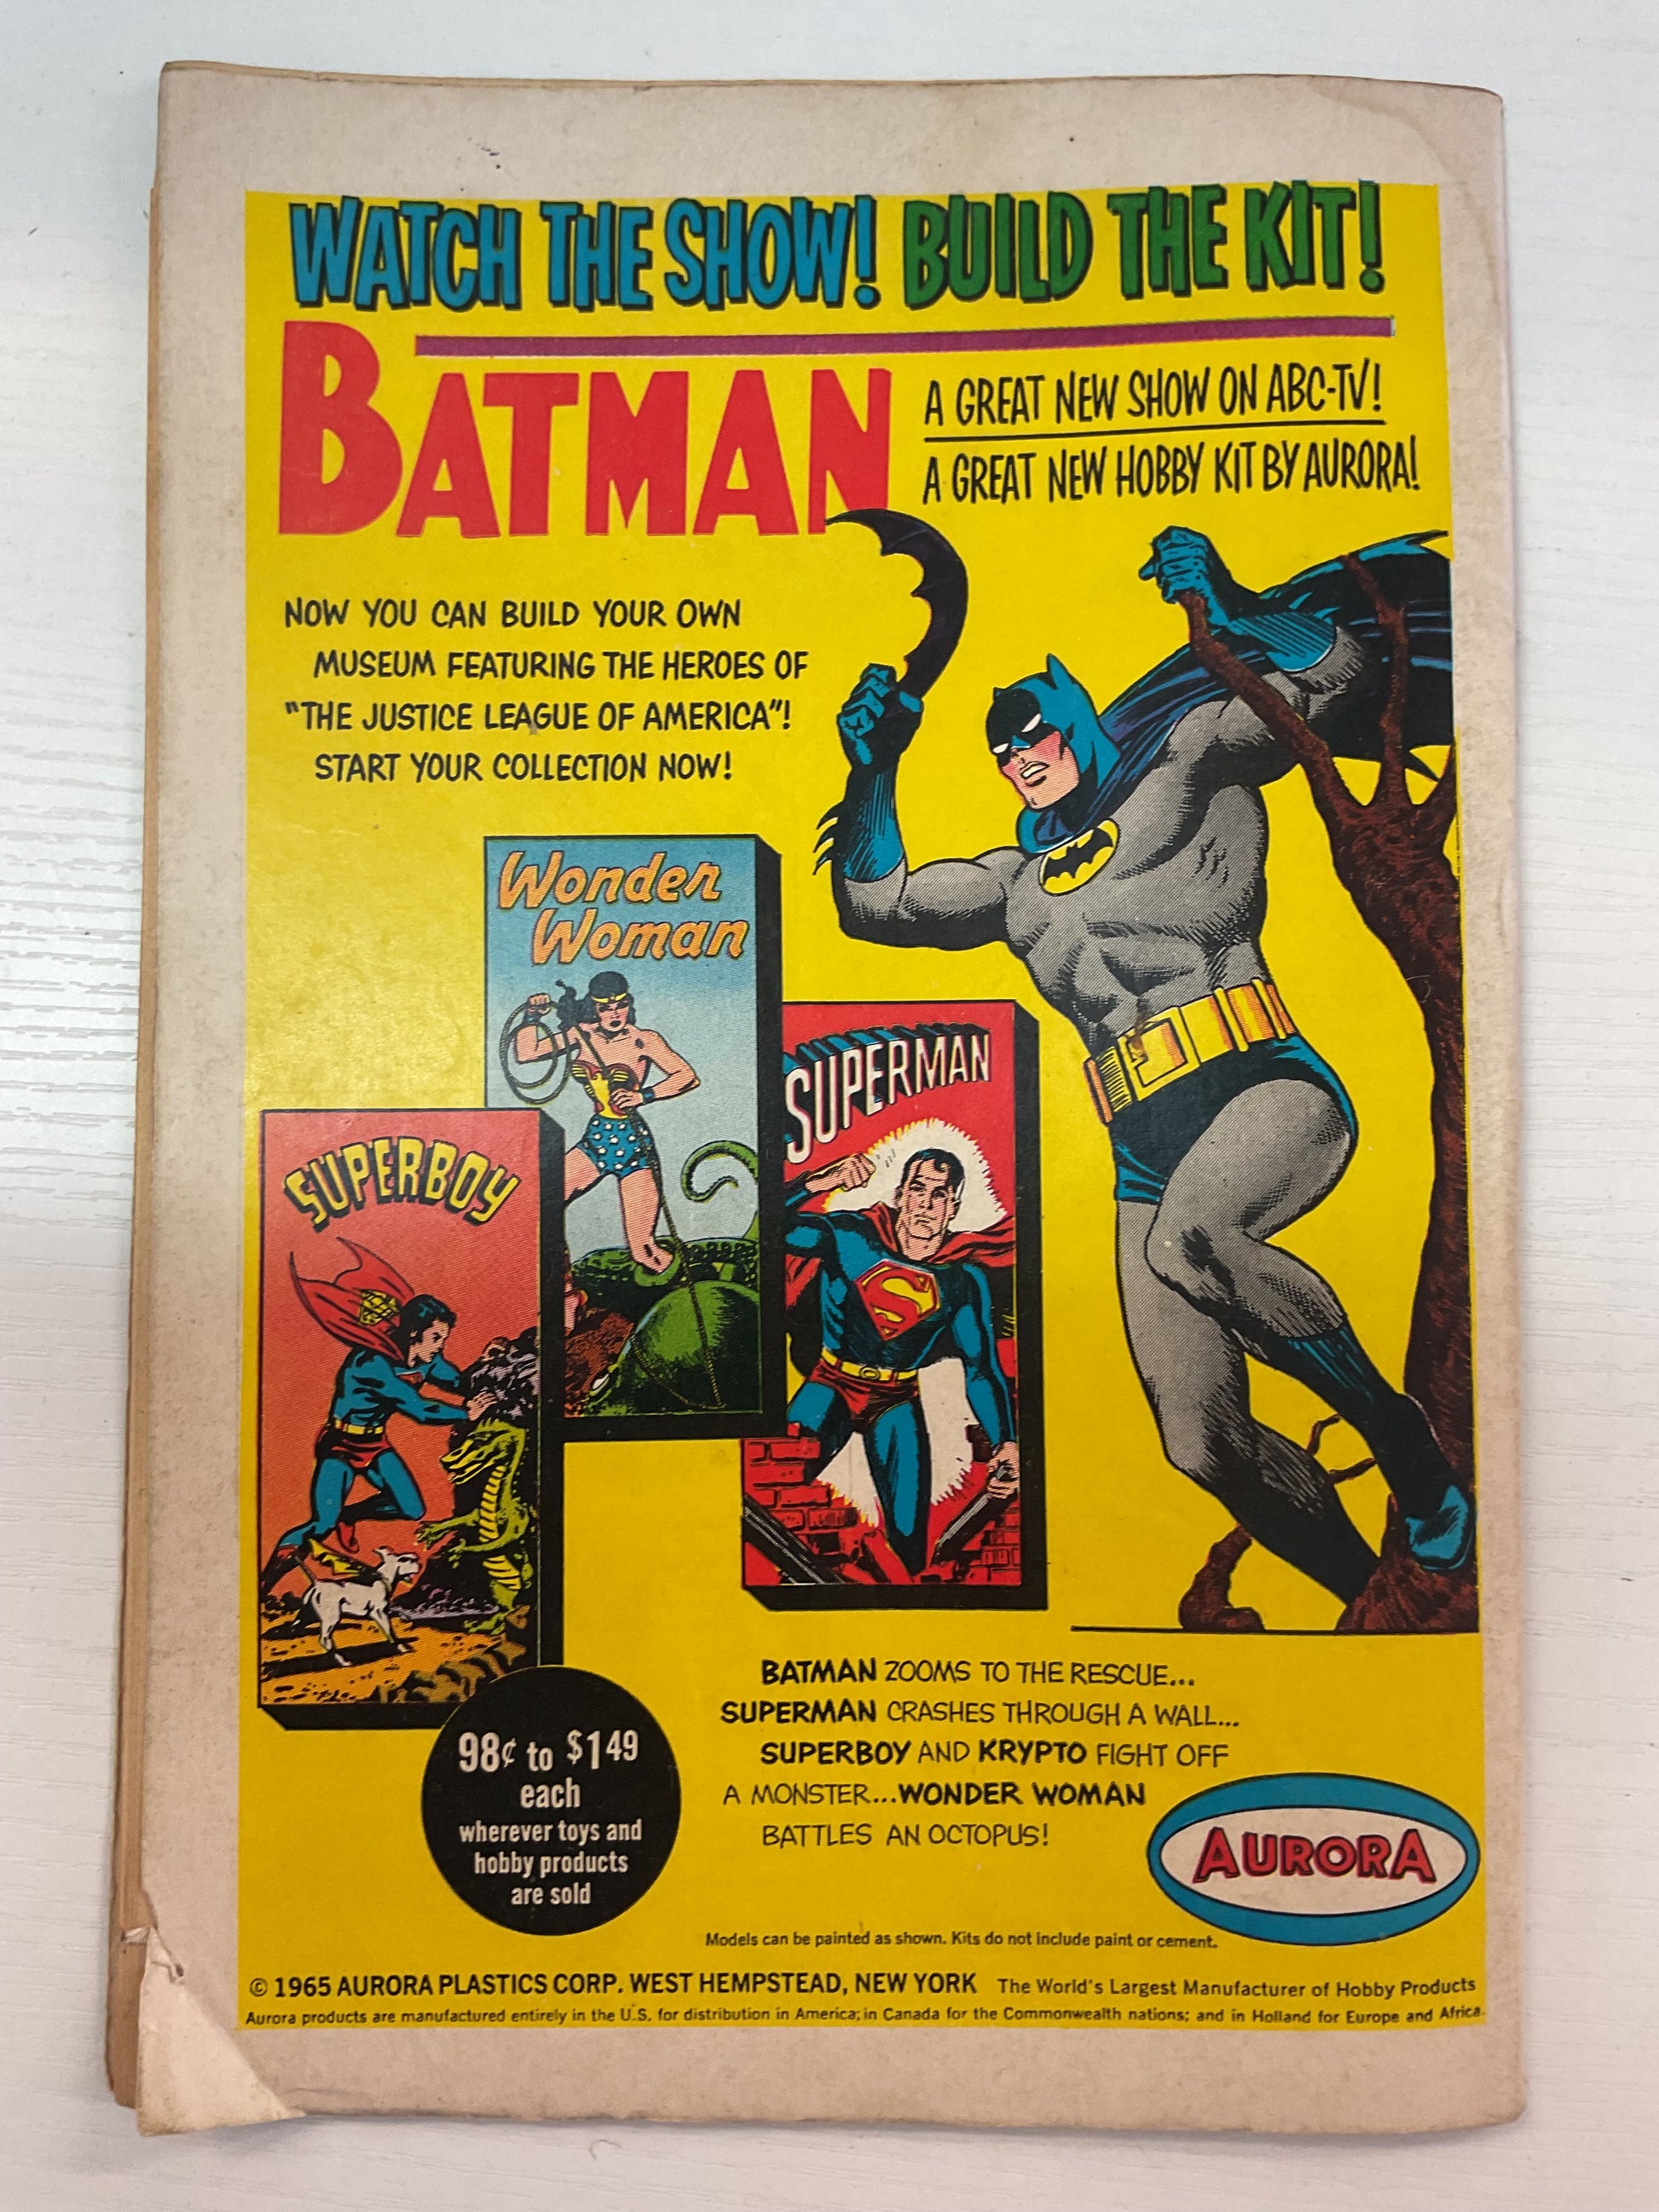 WATCH THE SHOW! BUILD THE KIT!
BATMAN
A GREAT NEW SHOW ON ABC-TV!
A GREAT NEW HOBBY KIT BY AURORA!
NOW YOU CAN BUILD YOUR OWN
MUSEUM FEATURING THE HEROES OF
"THE JUSTICE LEAGUE OF AMERICA"!
START YOUR COLLECTION NOW!
Wonder
Woman
SUPERMAN
S
SUPERBOY
98¢ to $149
each
wherever toys and
hobby products
are sold
BATMAN ZOOMS TO THE RESCUE...
SUPERMAN CRASHES THROUGH A WALL...
SUPERBOY AND KRYPTO FIGHT OFF
A MONSTER...WONDER WOMAN
BATTLES AN OCTOPUS!
AURORA
Models can be painted as shown. Kits do not include paint or cement.
© 1965 AURORA PLASTICS CORP. WEST HEMPSTEAD, NEW YORK The World's Largest Manufacturer of Hobby Products
Aurora products are manufactured entirely in the U.S. for distribution in America; in Canada for the Commonwealth nations; and in Holland for Europe and Africa.